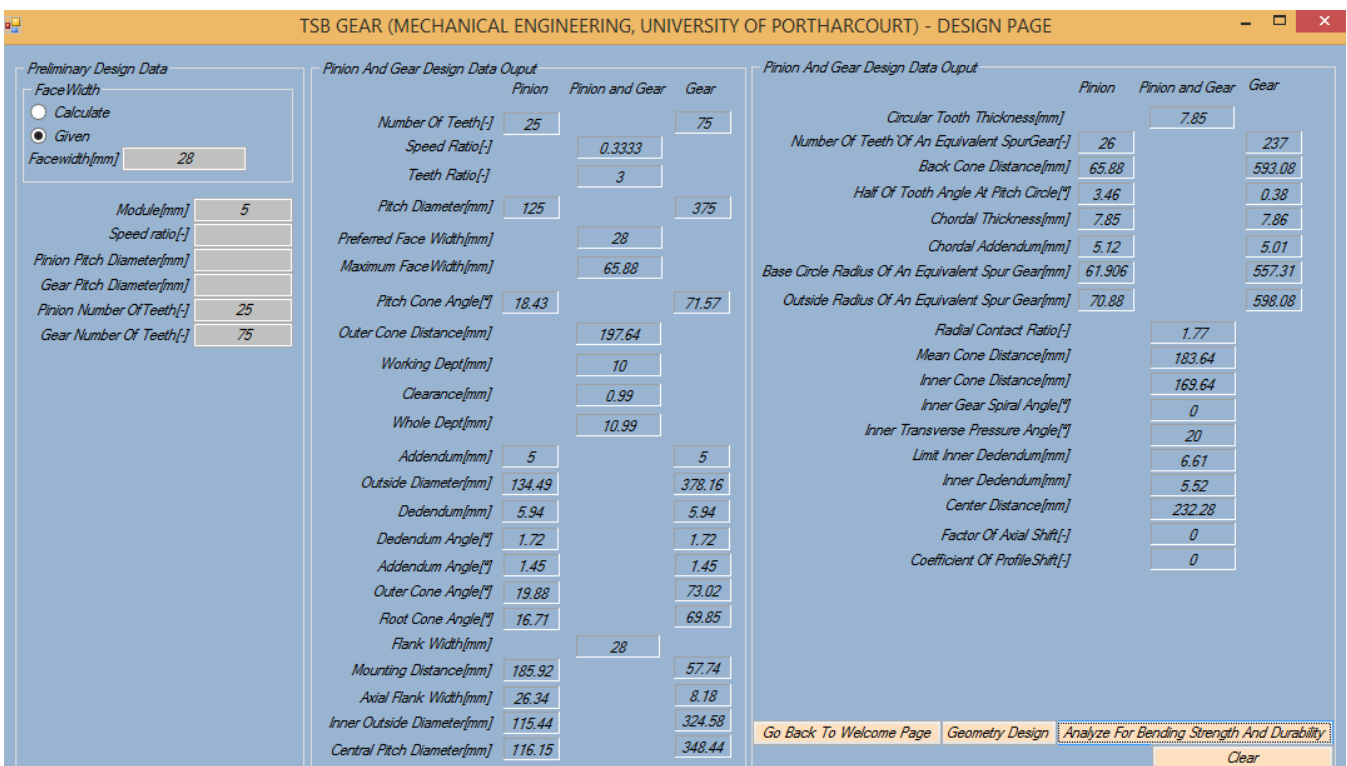 TSB GEAR (MECHANICAL ENGINEERING, UNIVERSITY OF PORTHARCOURT) - DESIGN PAGE
Preliminary Design Data
FaceWidth
Calculate
Given
Facewidth[mm] 28
Module[mm] 5
Speed ratio[-]
Pinion Pitch Diameter[mm]
Gear Pitch Diameter[mm]
Pinion Number OfTeeth[-] 25
Gear Number Of Teeth[-] 75
Pinion And Gear Design Data Ouput
Pinion Pinion and Gear Gear
Number Of Teeth[-] 25 75
Speed Ratio[-] 0.3333
Teeth Ratio[-] 3
Pitch Diameter[mm] 125 375
Preferred Face Width[mm] 28
Maximum FaceWidth[mm] 65.88
Pitch Cone Angle[º] 18.43 71.57
Outer Cone Distance[mm] 197.64
Working Dept[mm] 10
Clearance[mm] 0.99
Whole Dept[mm] 10.99
Addendum[mm] 5 5
Outside Diameter[mm] 134.49 378.16
Dedendum[mm] 5.94 5.94
Dedendum Angle[º] 1.72 1.72
Addendum Angle[º] 1.45 1.45
Outer Cone Angle[º] 19.88 73.02
Root Cone Angle[º] 16.71 69.85
Flank Width[mm] 28
Mounting Distance[mm] 185.92 57.74
Axial Flank Width[mm] 26.34 8.18
Inner Outside Diameter[mm] 115.44 324.58
Central Pitch Diameter[mm] 116.15 348.44
Pinion And Gear Design Data Ouput
Pinion Pinion and Gear Gear
Circular Tooth Thickness[mm] 7.85
Number Of Teeth`Of An Equivalent SpurGear[-] 26 237
Back Cone Distance[mm] 65.88 593.08
Half Of Tooth Angle At Pitch Circle[º] 3.46 0.38
Chordal Thickness[mm] 7.85 7.86
Chordal Addendum[mm] 5.12 5.01
Base Circle Radius Of An Equivalent Spur Gear[mm] 61.906 557.31
Outside Radius Of An Equivalent Spur Gear[mm] 70.88 598.08
Radial Contact Ratio[-] 1.77
Mean Cone Distance[mm] 183.64
Inner Cone Distance[mm] 169.64
Inner Gear Spiral Angle[º] 0
Inner Transverse Pressure Angle[º] 20
Limit Inner Dedendum[mm] 6.61
Inner Dedendum[mm] 5.52
Center Distance[mm] 232.28
Factor Of Axial Shift[-] 0
Coefficient Of ProfileShift[-] 0
Go Back To Welcome Page Geometry Design Analyze For Bending Strength And Durability
Clear